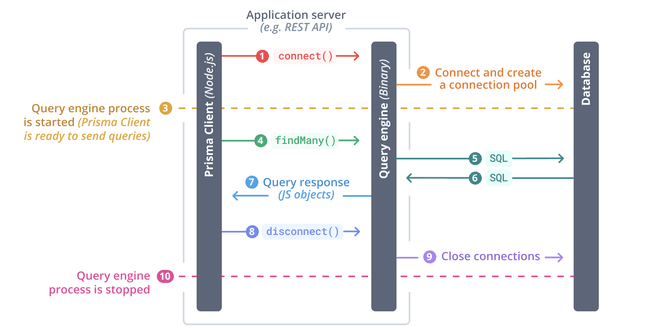 Application server
(e.g. REST API)
Prisma Client (Node.js)
Query engine (Binary)
Database
1 connect()
2 Connect and create
a connection pool
3
Query engine process
is started (Prisma Client
is ready to send queries)
4 findMany()
5 SQL
6 SQL
7 Query response
(JS objects)
8 disconnect()
9 Close connections
Query engine 10
process is stopped